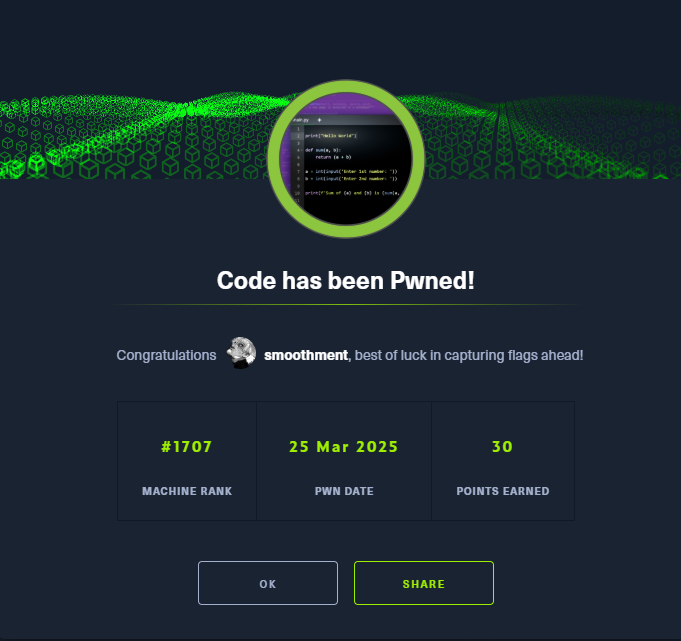 main.py
print("Hello World")
def sum(a, b):
return (a + b)
a = int(input('Enter 1st number: '))
b = int(input('Enter 2nd number: '))
print(f'Sum of {a} and {b} is {sum(a,
Code has been Pwned!
Congratulations smoothment, best of luck in capturing flags ahead!
#1707 25 Mar 2025 30
MACHINE RANK PWN DATE POINTS EARNED
OK SHARE